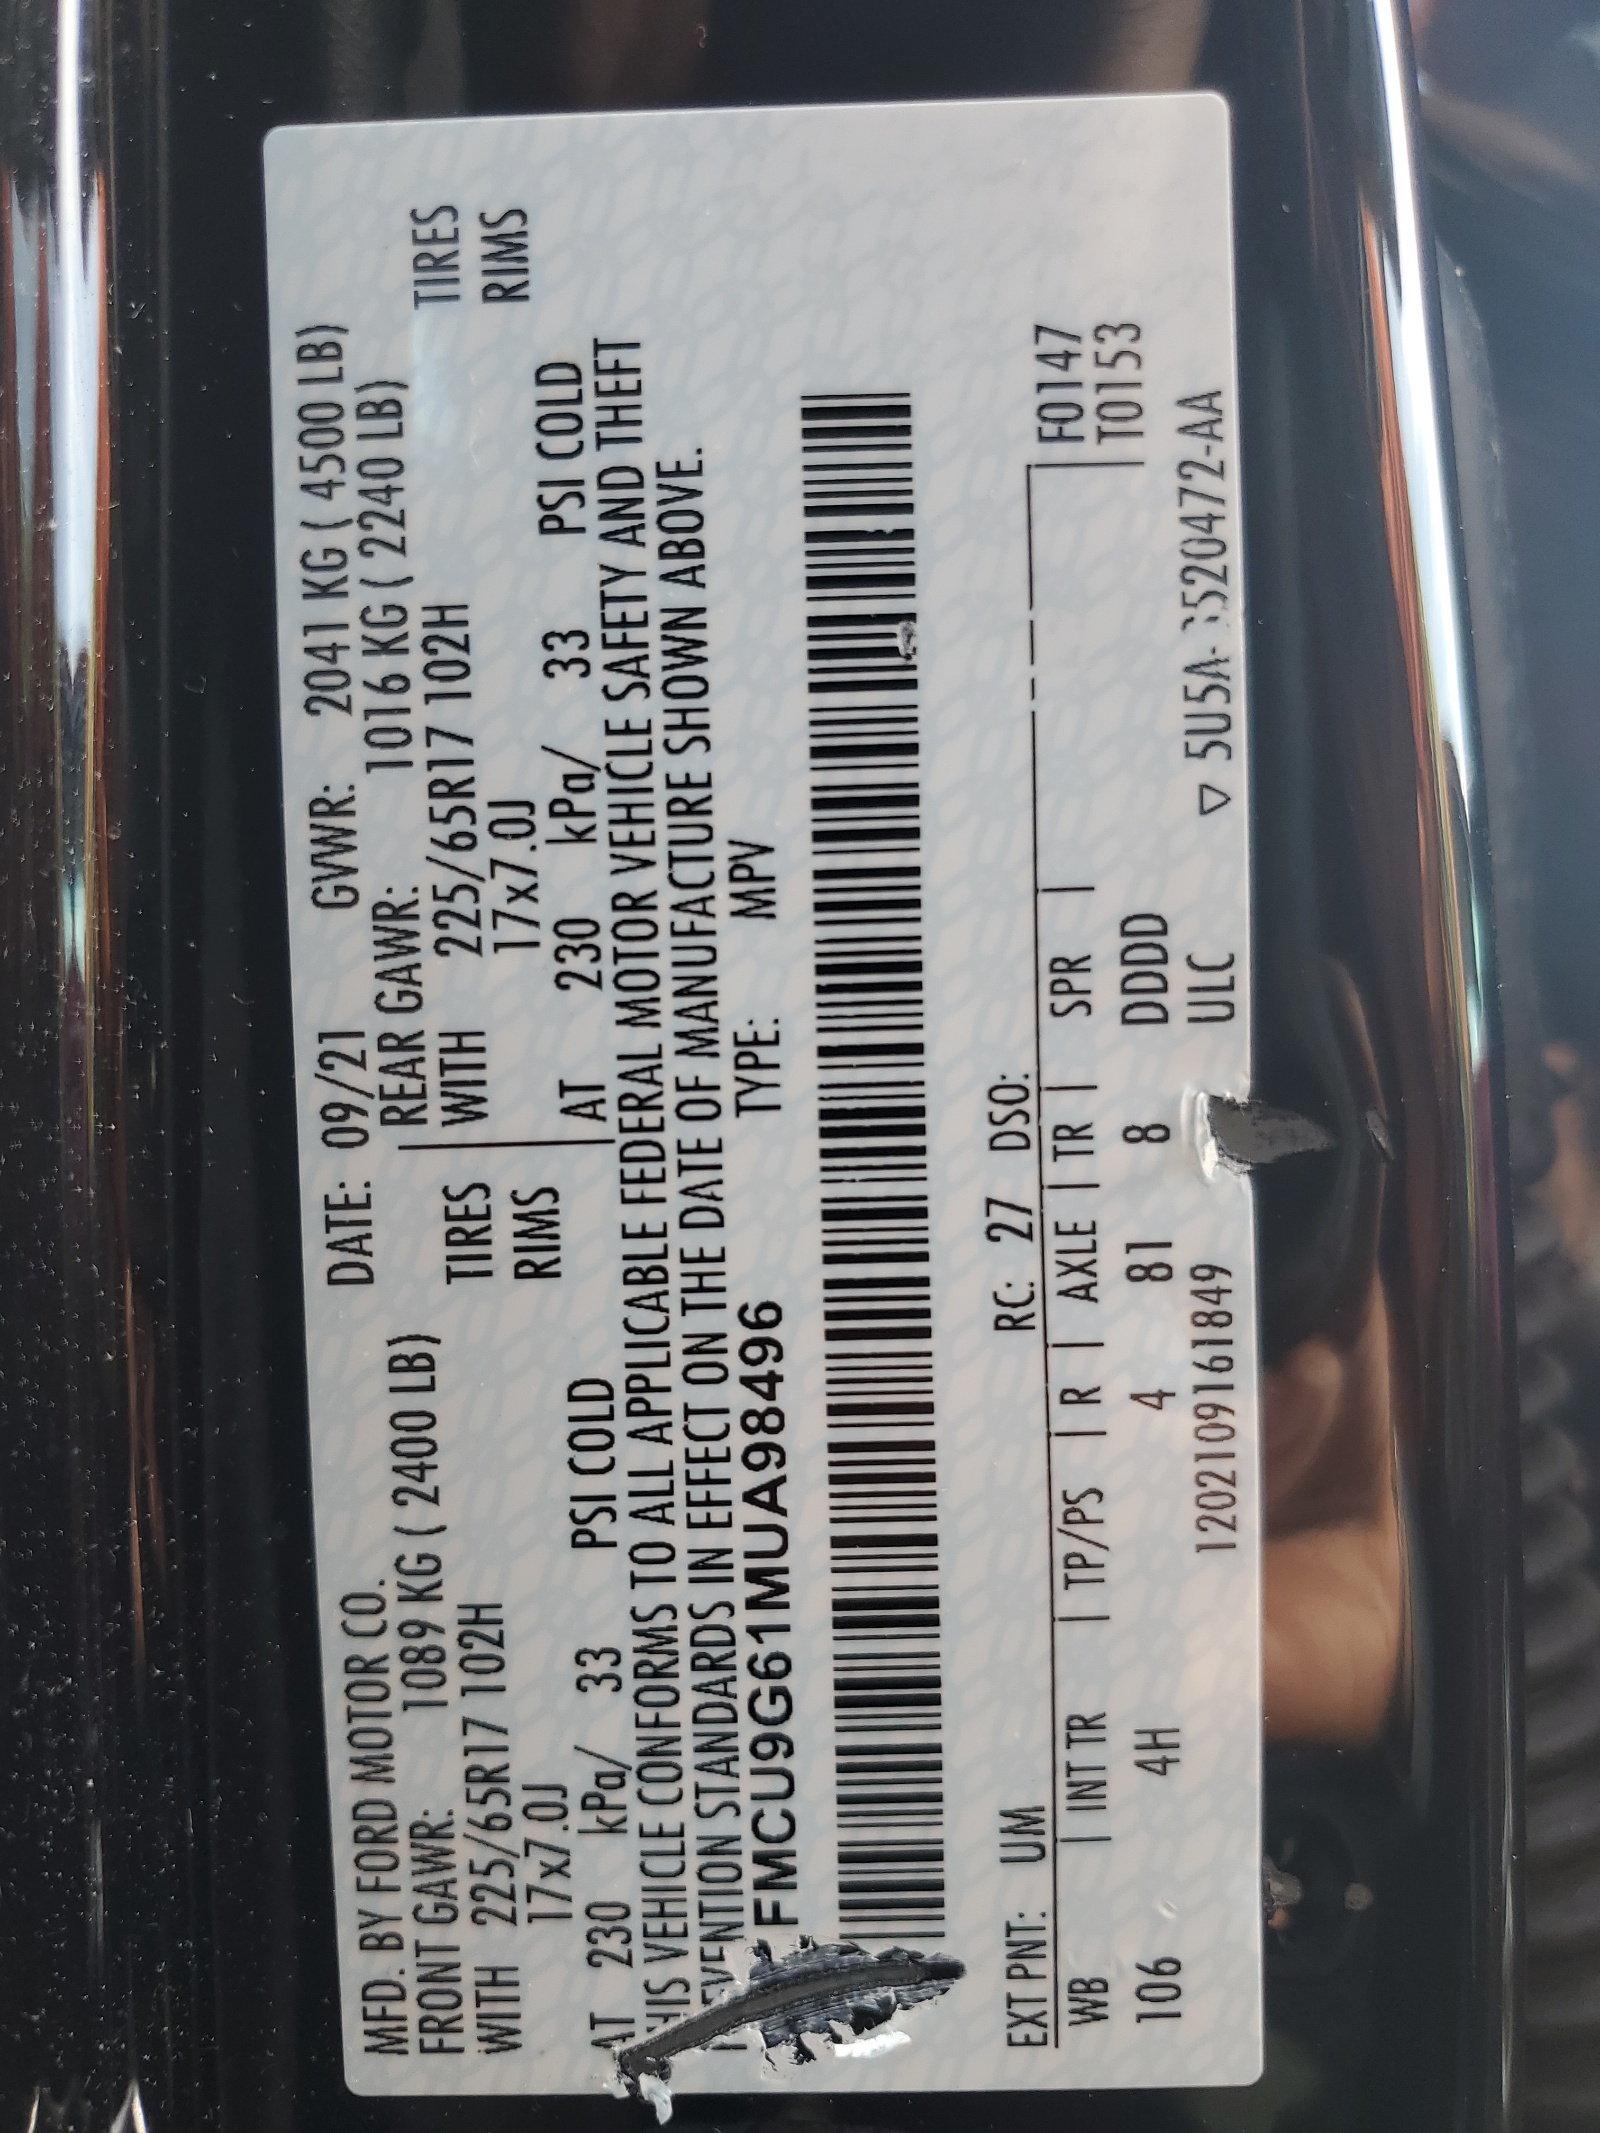 MFD. BY FORD MOTOR CO. DATE: 09/21 GVWR: 2041 KG ( 4500 LB)
FRONT GAWR: 1089 KG ( 2400 LB) REAR GAWR: 1016 KG ( 2240 LB)
WITH 225/65R17 102H TIRES WITH 225/65R17 102H TIRES
17x7.0J RIMS 17x7.0J RIMS
AT 230 kPa/ 33 PSI COLD AT 230 kPa/ 33 PSI COLD
HIS VEHICLE CONFORMS TO ALL APPLICABLE FEDERAL MOTOR VEHICLE SAFETY AND THEFT
EVENTION STANDARDS IN EFFECT ON THE DATE OF MANUFACTURE SHOWN ABOVE.
FMCU9G61MUA98496 TYPE: MPV
EXT PNT: UM RC: 27 DSO:
WB | INT TR | TP/PS | R | AXLE | TR | SPR | F0147
106 4H 4 81 8 DDDD T0153
1202109161849 ULC ▽ 5U5A- 3520472-AA